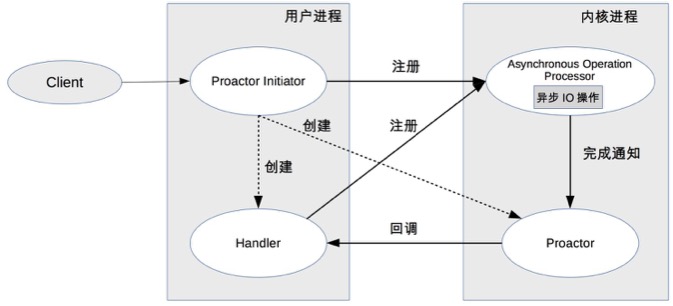 用户进程
内核进程
Client
Proactor Initiator
注册
Asynchronous Operation
Processor
异步 IO 操作
创建
注册
创建
完成通知
Handler
回调
Proactor